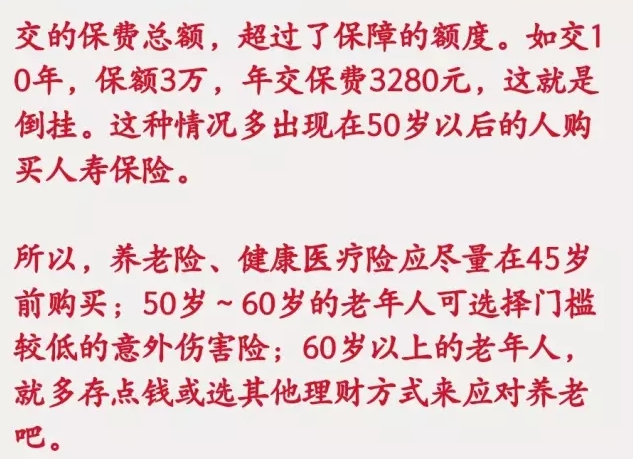 交的保费总额，超过了保障的额度。如交1
0年，保额3万，年交保费3280元，这就是
倒挂。这种情况多出现在50岁以后的人购
买人寿保险。
所以，养老险、健康医疗险应尽量在45岁
前购买；50岁～60岁的老年人可选择门槛
较低的意外伤害险；60岁以上的老年人，
就多存点钱或选其他理财方式来应对养老
吧。